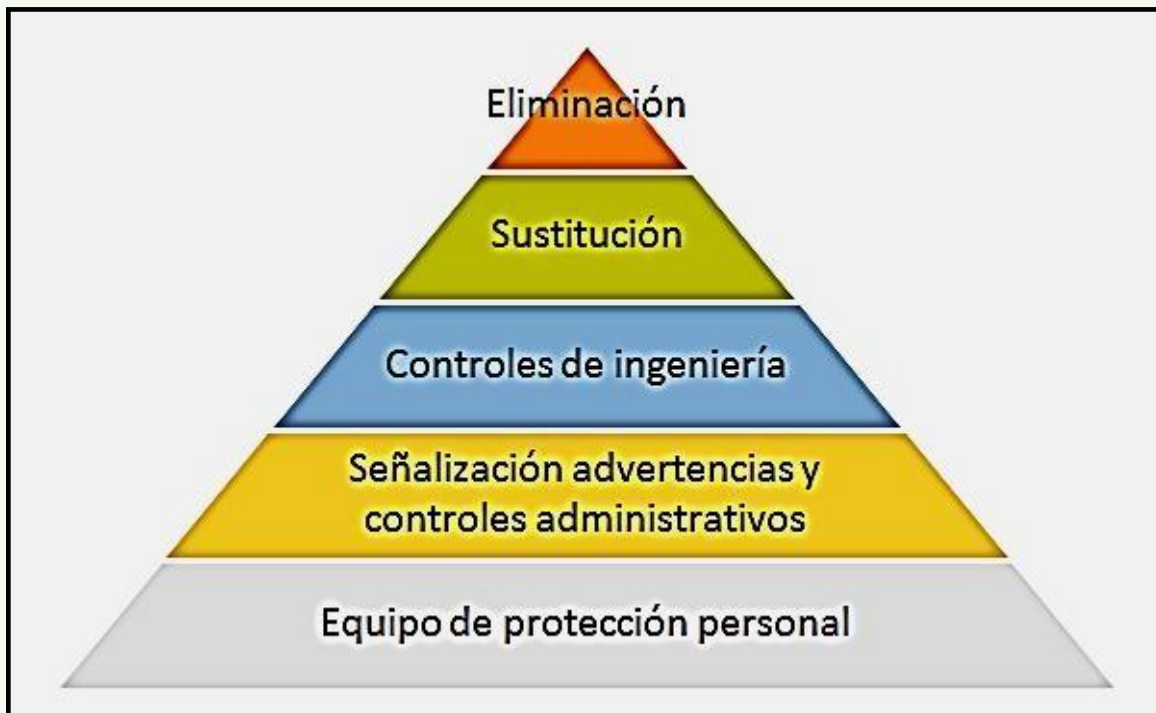 Eliminación
Sustitución
Controles de ingeniería
Señalización advertencias y
controles administrativos
Equipo de protección personal